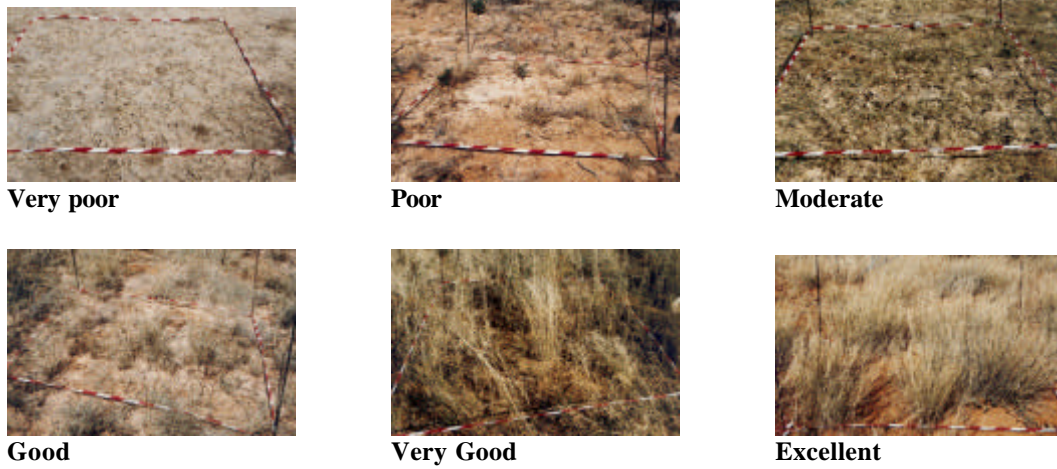 Very poor
Poor
Moderate
Good
Very Good
Excellent